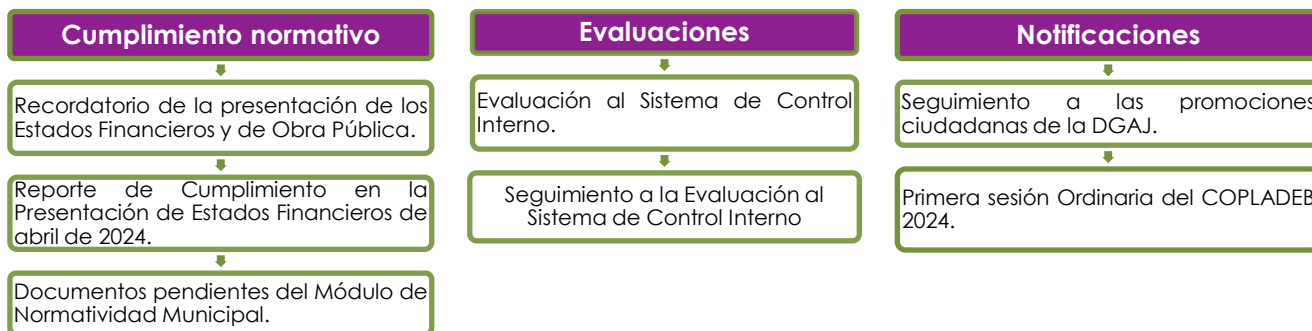 Cumplimiento normativo
Recordatorio de la presentación de los
Estados Financieros y de Obra Pública.
Reporte de Cumplimiento en la
Presentación de Estados Financieros de
abril de 2024.
Documentos pendientes del Módulo de
Normatividad Municipal.
Evaluaciones
Evaluación al Sistema de Control
Interno.
Seguimiento a la Evaluación al
Sistema de Control Interno
Notificaciones
Seguimiento a las promociones
ciudadanas de la DGAJ.
Primera sesión Ordinaria del COPLADEB
2024.